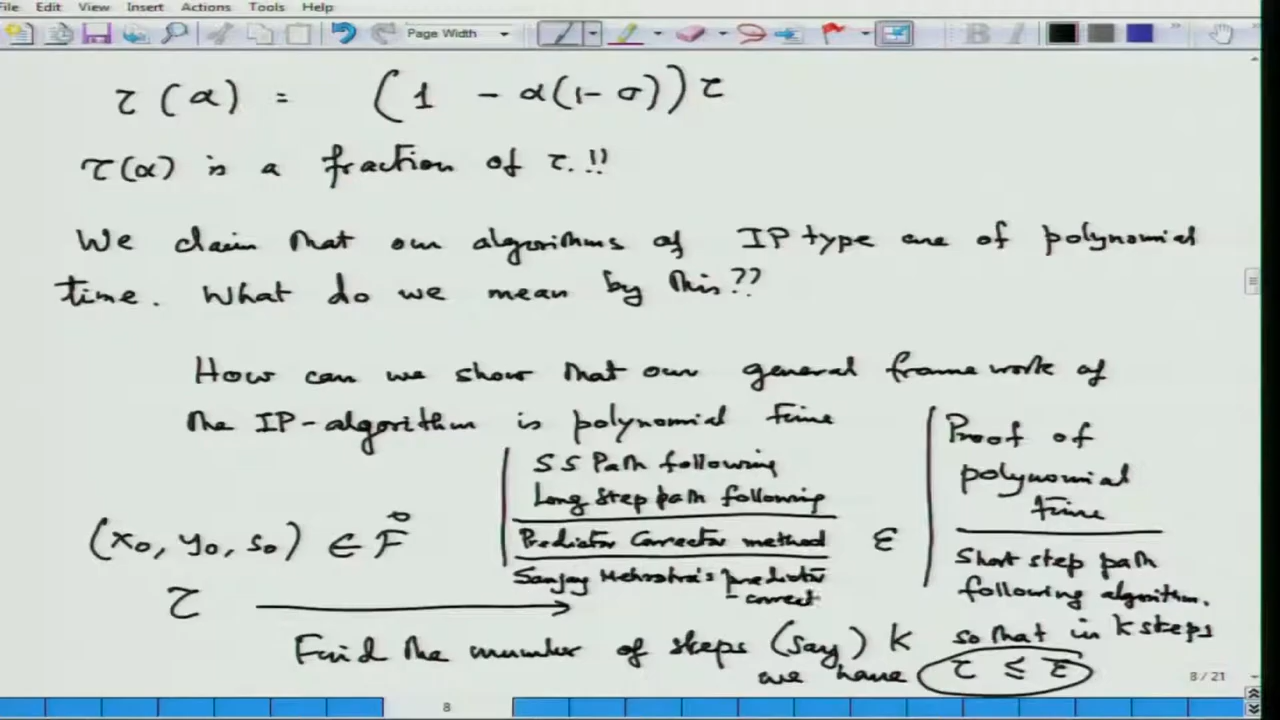 File Edit View Insert Actions Tools Help
Page Width
τ(α) = (1 - α(1-σ))τ
τ(α) is a fraction of τ.!!
We claim that our algorithms of IP type are of polynomial
time. What do we mean by this??
How can we show that our general framework of
the IP-algorithm is polynomial time
SS Path following
Long step path following
Predictor Corrector method
Sanjay Mehrotra's predictor
- correct
(x₀, y₀, s₀) ∈ F°
τ
ε
Proof of
polynomial
time
Short step path
following algorithm.
Find the number of steps (say) k so that in k steps
we have τ ≤ ε
8 / 21
8